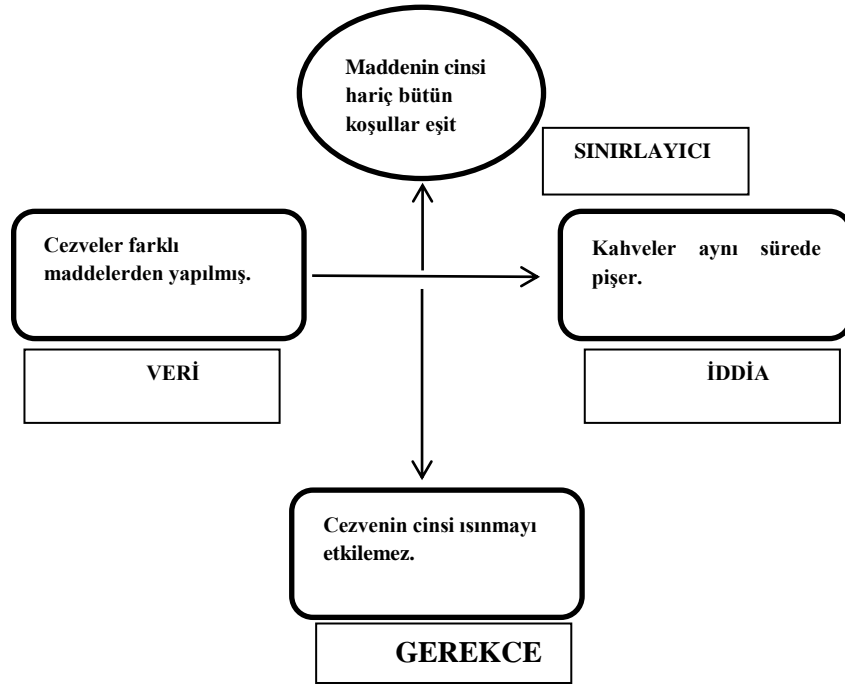 Maddenin cinsi
hariç bütün
koşullar eşit
SINIRLAYICI
Cezveler farklı
maddelerden yapılmış.
VERİ
Kahveler aynı sürede
pişer.
İDDİA
Cezvenin cinsi ısınmayı
etkilemez.
GEREKCE